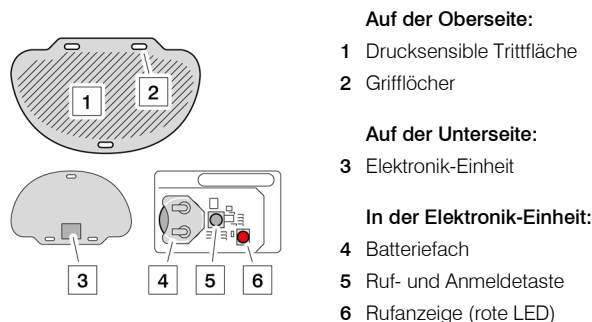 1
2
3
4
5
6
Auf der Oberseite:
1 Drucksensible Trittfläche
2 Grifflöcher
Auf der Unterseite:
3 Elektronik-Einheit
In der Elektronik-Einheit:
4 Batteriefach
5 Ruf- und Anmeldetaste
6 Rufanzeige (rote LED)